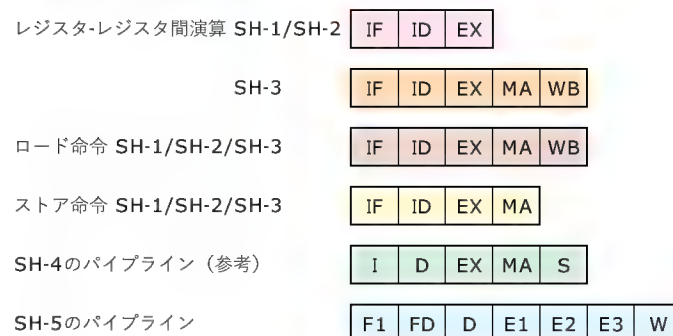 レジスタ-レジスタ間演算 SH-1/SH-2 IF ID EX
SH-3 IF ID EX MA WB
ロード命令 SH-1/SH-2/SH-3 IF ID EX MA WB
ストア命令 SH-1/SH-2/SH-3 IF ID EX MA
SH-4のパイプライン（参考） I D EX MA S
SH-5のパイプライン F1 FD D E1 E2 E3 W